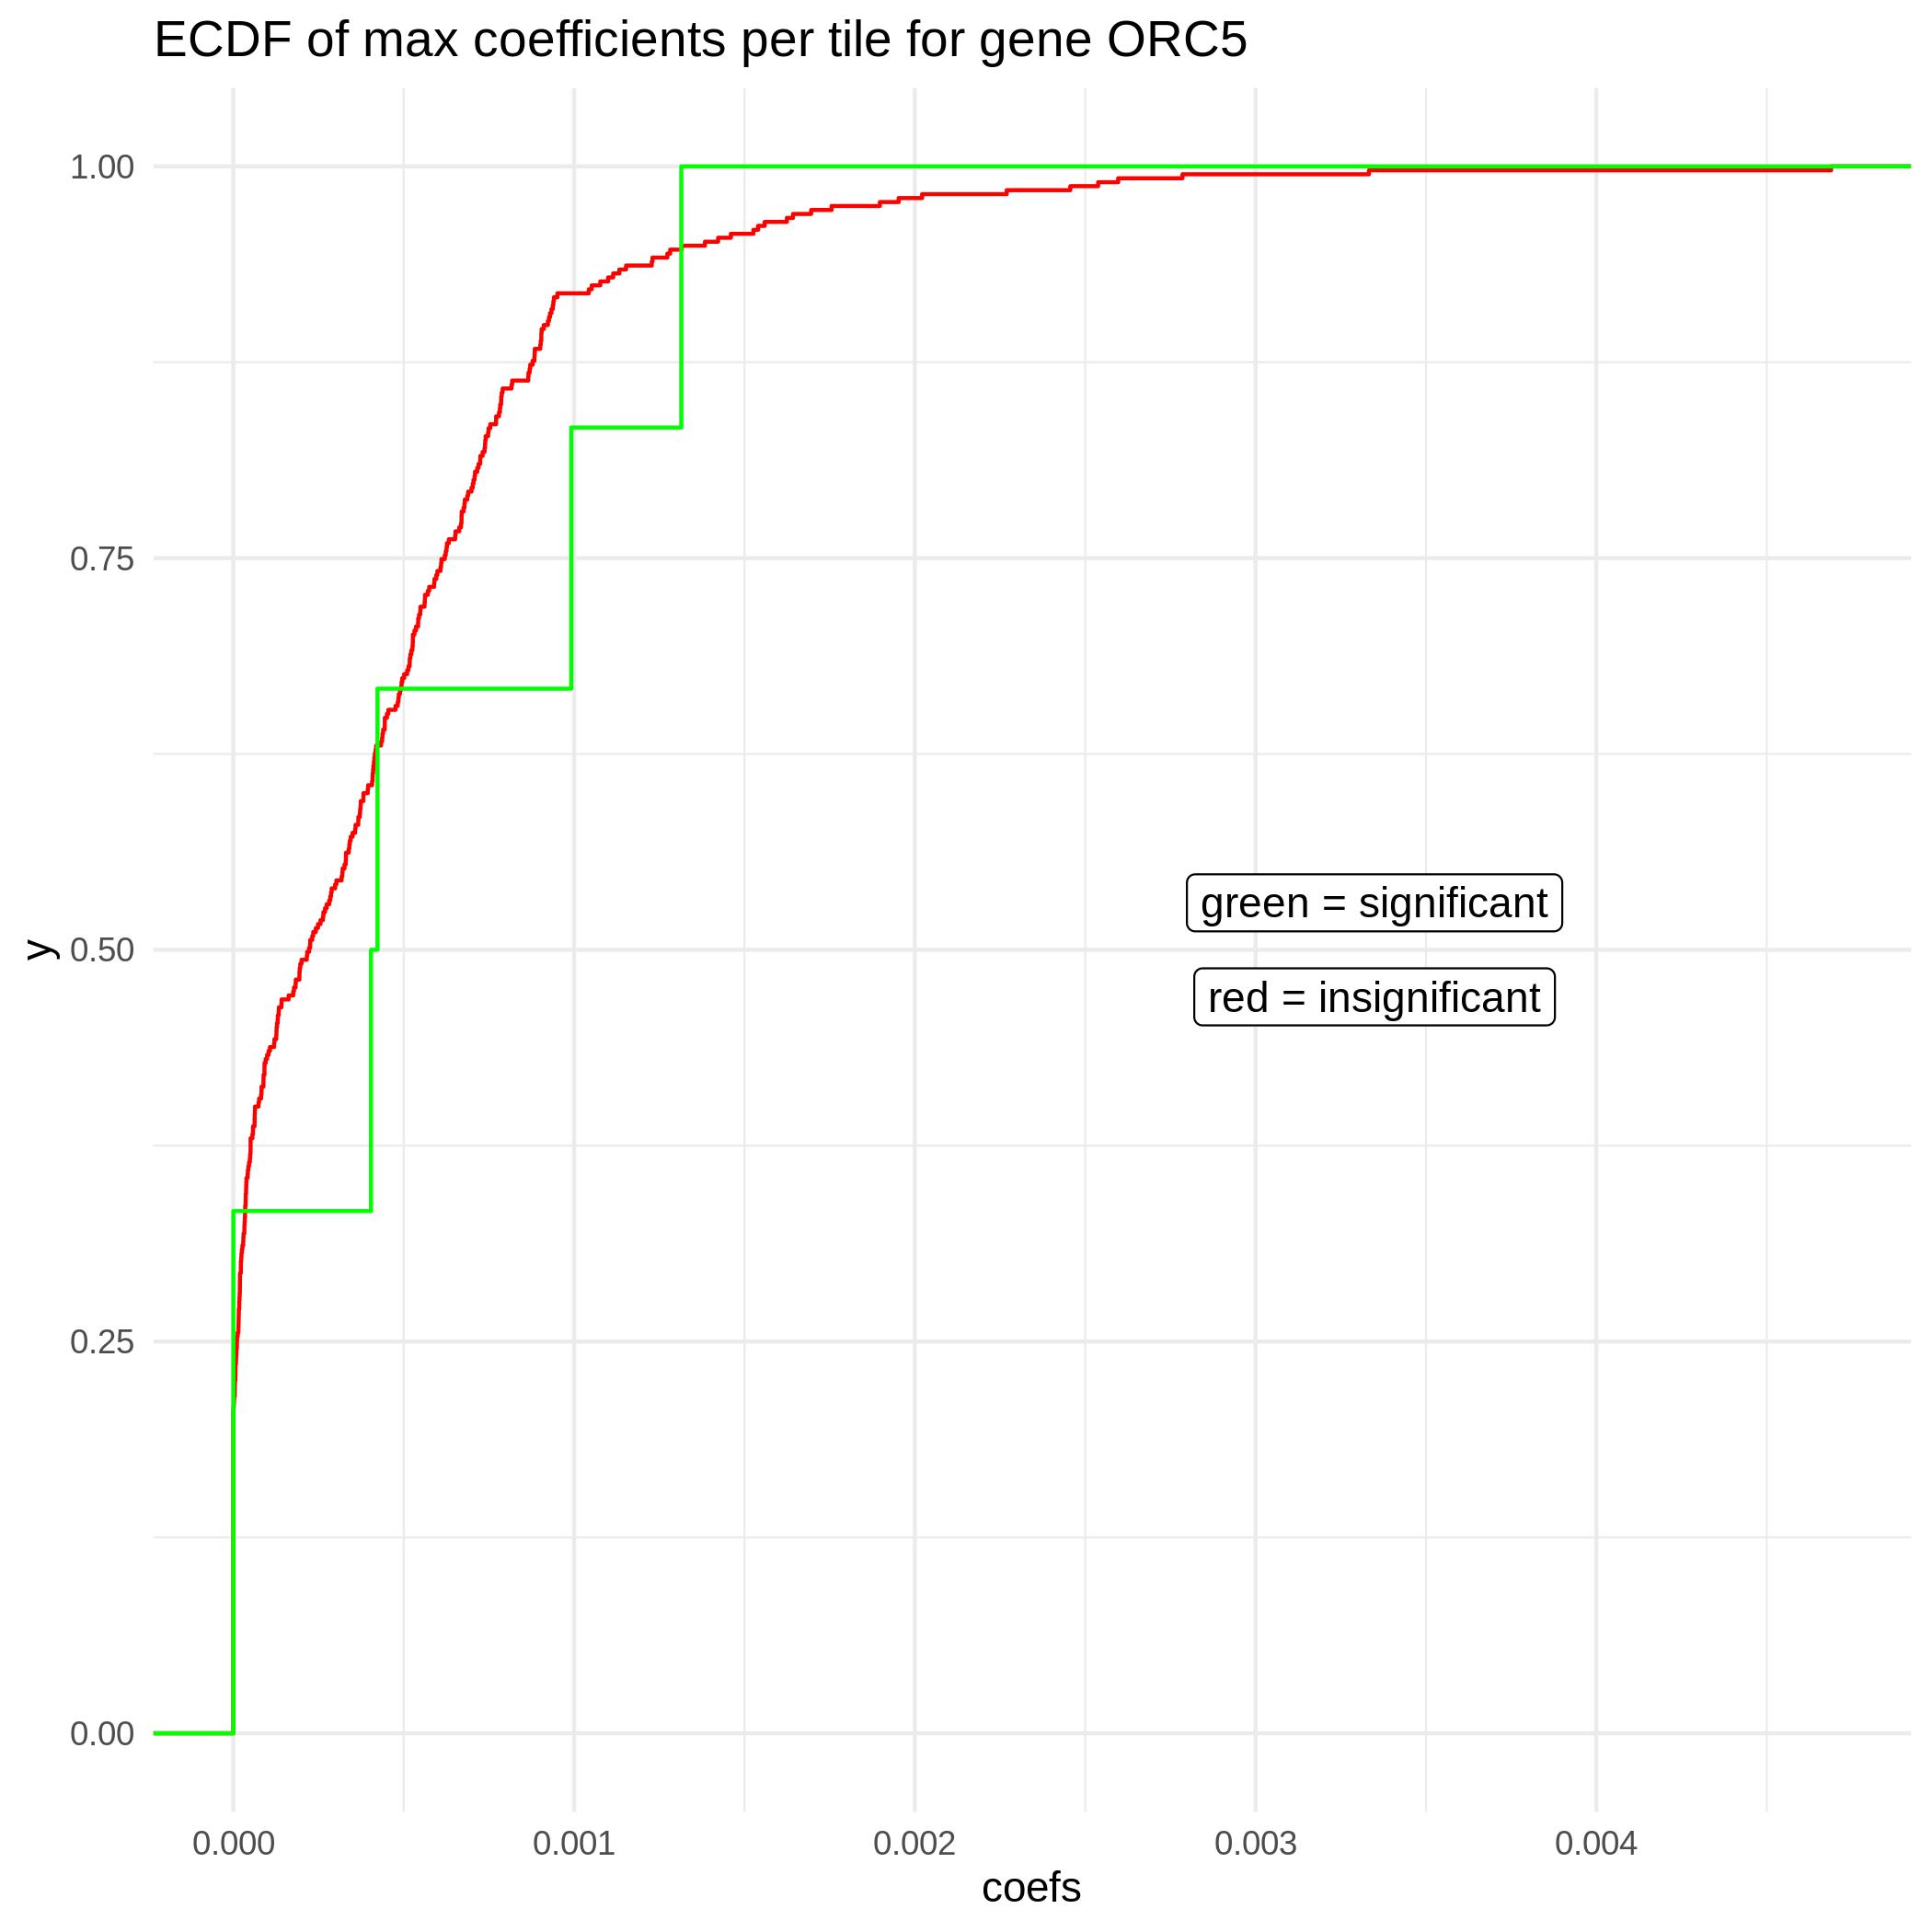 ECDF of max coefficients per tile for gene ORC5
1.00
0.75
0.50
0.25
0.00
y
green = significant
red = insignificant
0.000 0.001 0.002 0.003 0.004
coefs